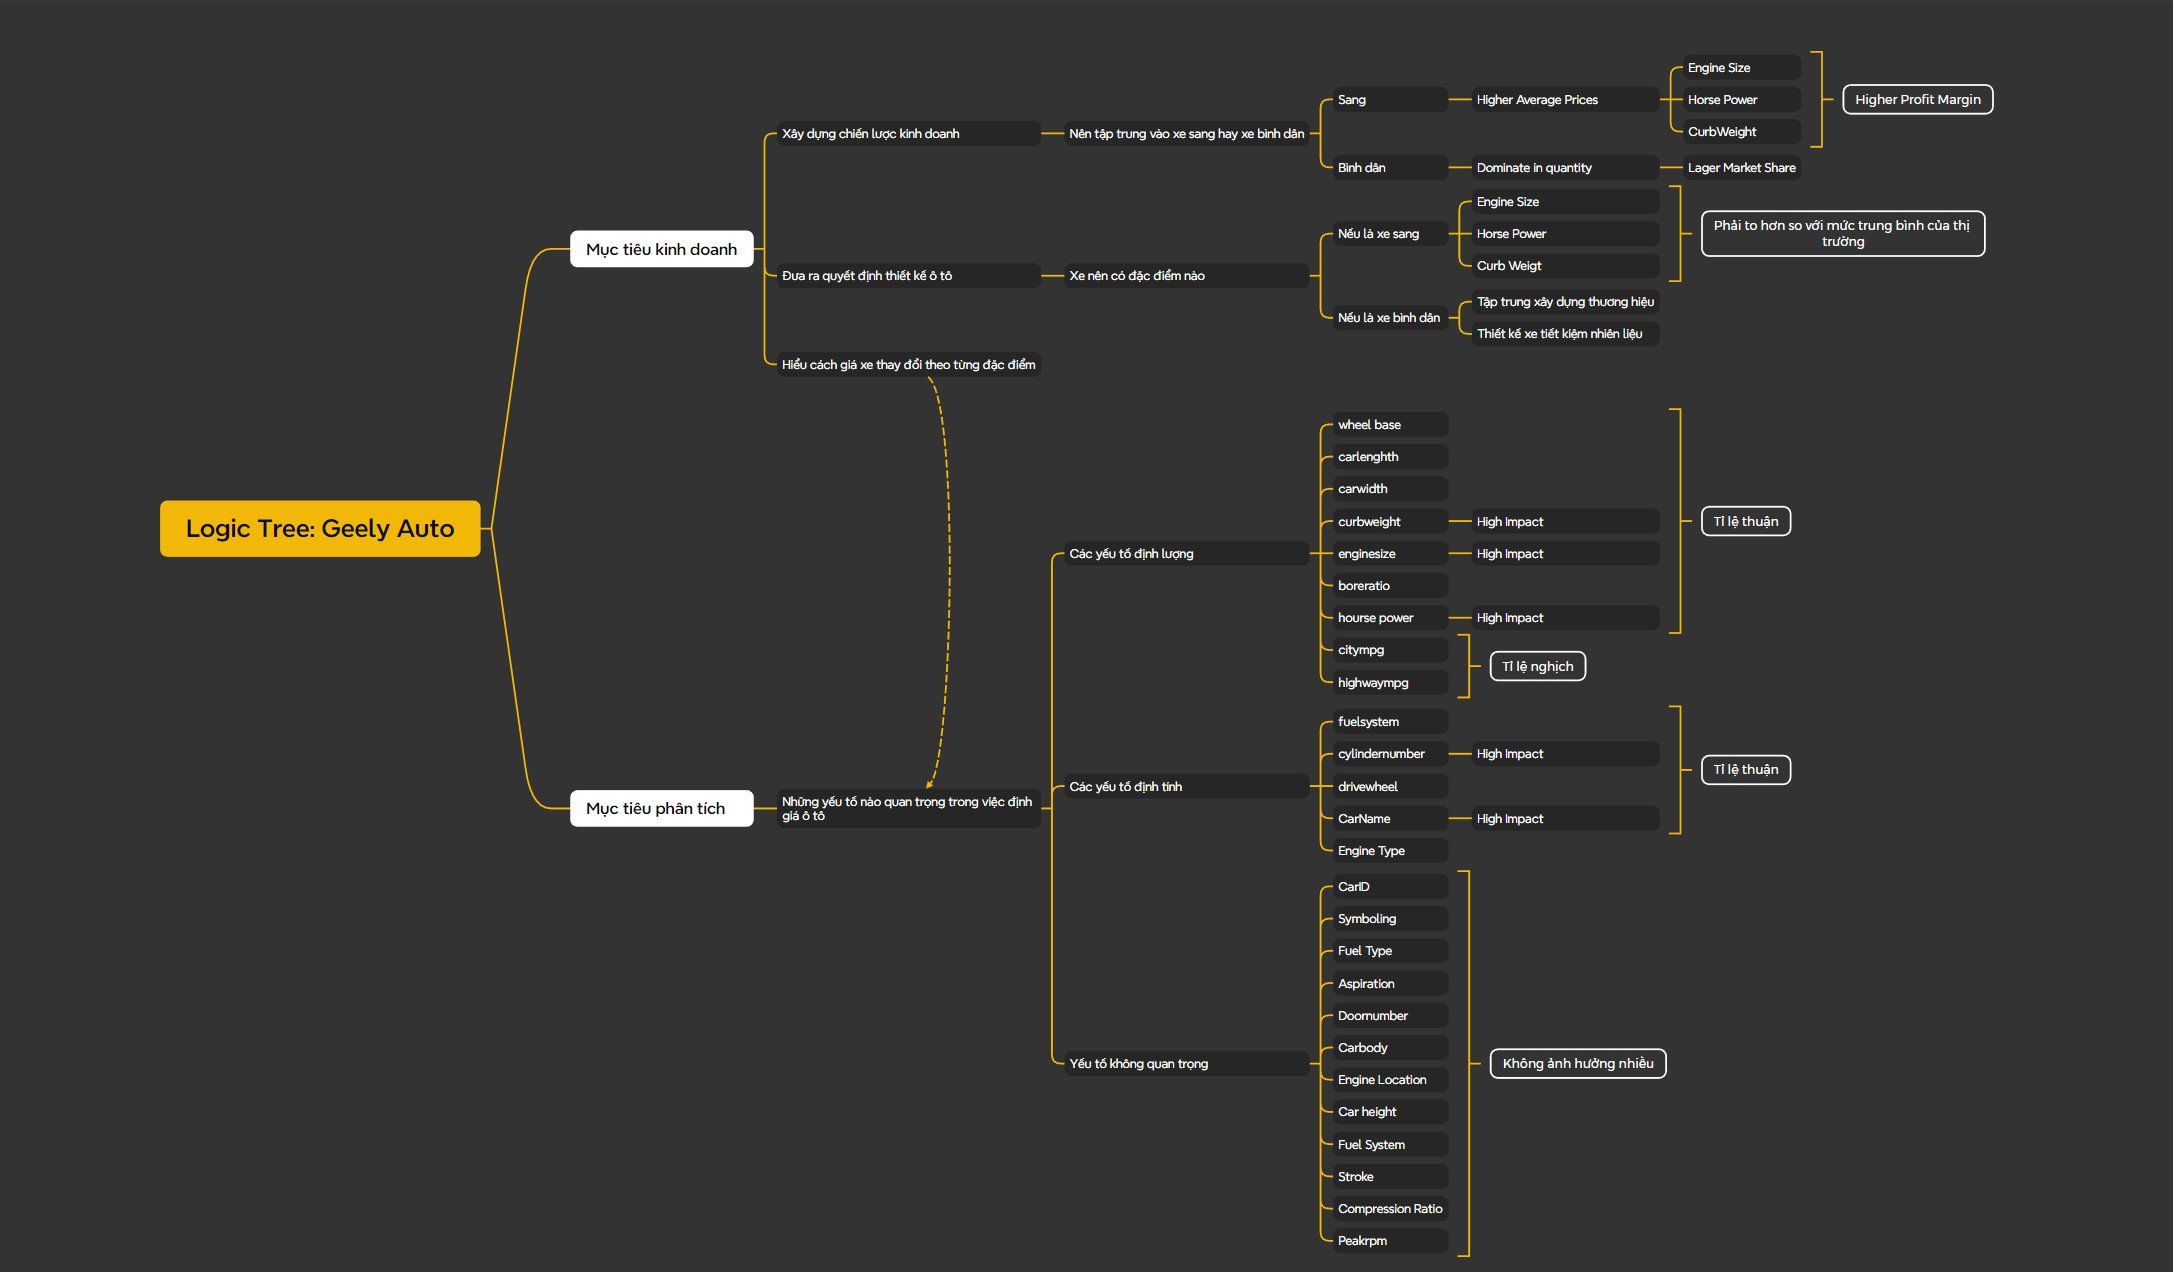 Logic Tree: Geely Auto
Mục tiêu kinh doanh
Xây dựng chiến lược kinh doanh
Nên tập trung vào xe sang hay xe bình dân
Sang
Higher Average Prices
Engine Size
Horse Power
CurbWeight
Higher Profit Margin
Bình dân
Dominate in quantity
Lager Market Share
Đưa ra quyết định thiết kế ô tô
Xe nên có đặc điểm nào
Nếu là xe sang
Engine Size
Horse Power
Curb Weigt
Phải to hơn so với mức trung bình của thị
trường
Nếu là xe bình dân
Tập trung xây dựng thương hiệu
Thiết kế xe tiết kiệm nhiên liệu
Hiểu cách giá xe thay đổi theo từng đặc điểm
Mục tiêu phân tích
Những yếu tố nào quan trọng trong việc định
giá ô tô
Các yếu tố định lượng
wheel base
carlenghth
carwidth
curbweight
High Impact
enginesize
High Impact
boreratio
hourse power
High Impact
Tỉ lệ thuận
citympg
highwaympg
Tỉ lệ nghịch
Các yếu tố định tính
fuelsystem
cylindernumber
High Impact
drivewheel
CarName
High Impact
Tỉ lệ thuận
Engine Type
Yếu tố không quan trọng
CarID
Symboling
Fuel Type
Aspiration
Doornumber
Carbody
Engine Location
Car height
Fuel System
Stroke
Compression Ratio
Peakrpm
Không ảnh hưởng nhiều